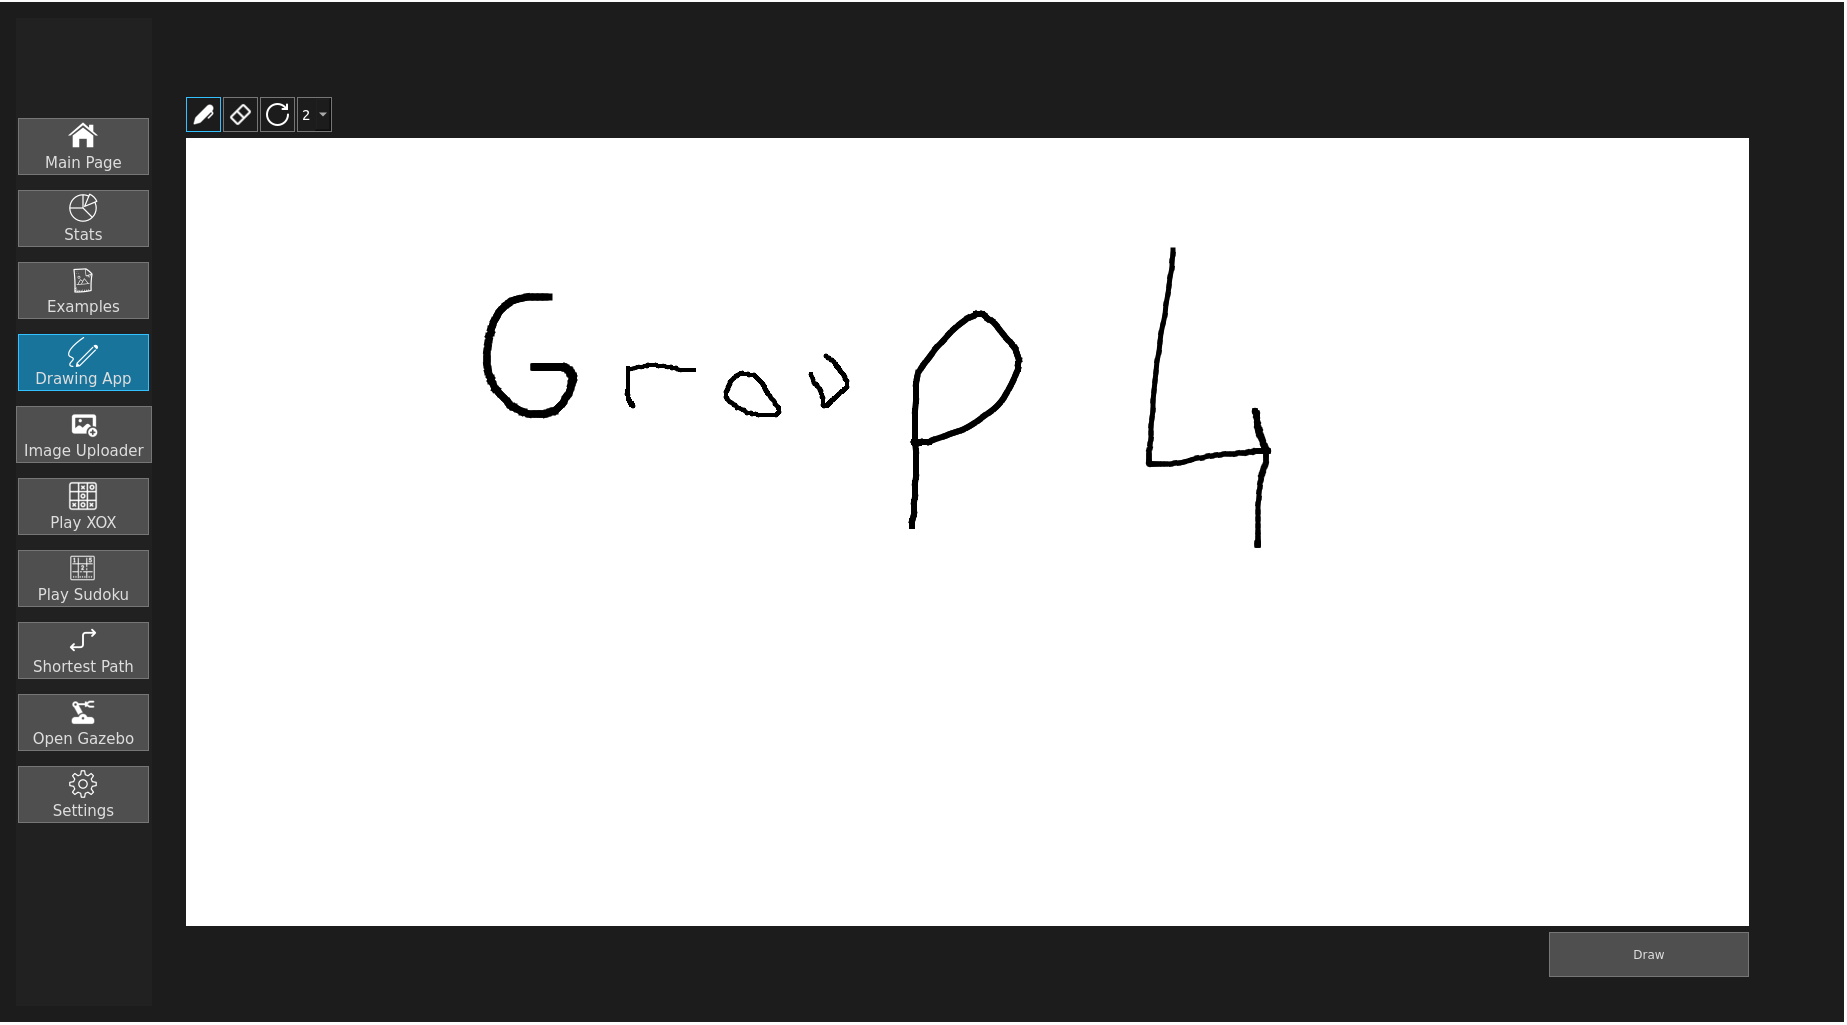 2
Main Page
Stats
Examples
Drawing App
Image Uploader
Play XOX
Play Sudoku
Shortest Path
Open Gazebo
Settings
Group 4
Draw